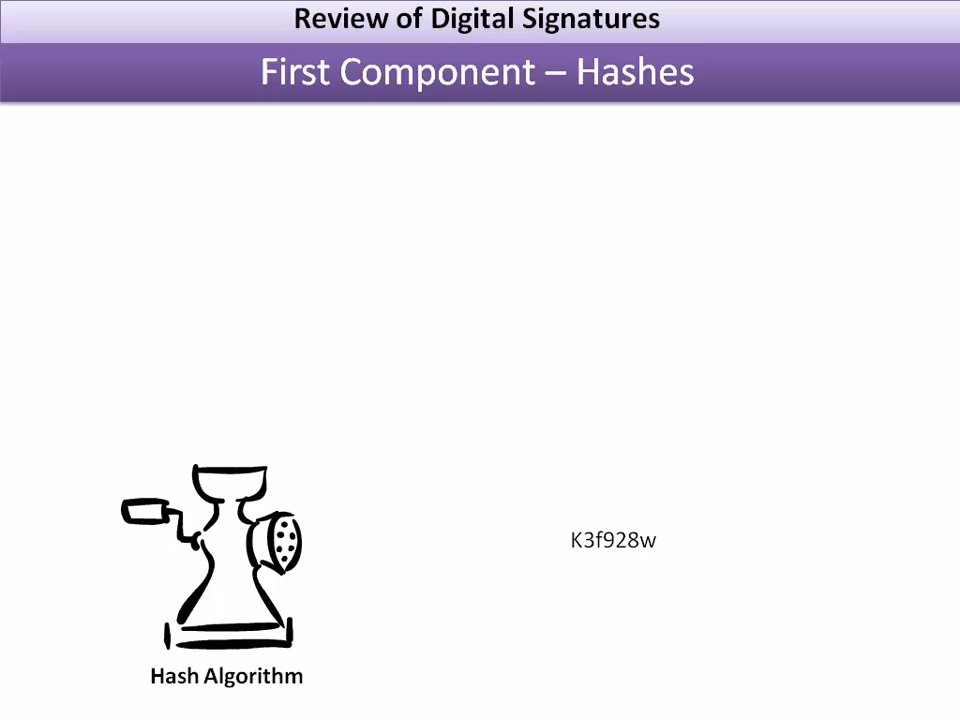 Review of Digital Signatures
First Component – Hashes
K3f928w
Hash Algorithm